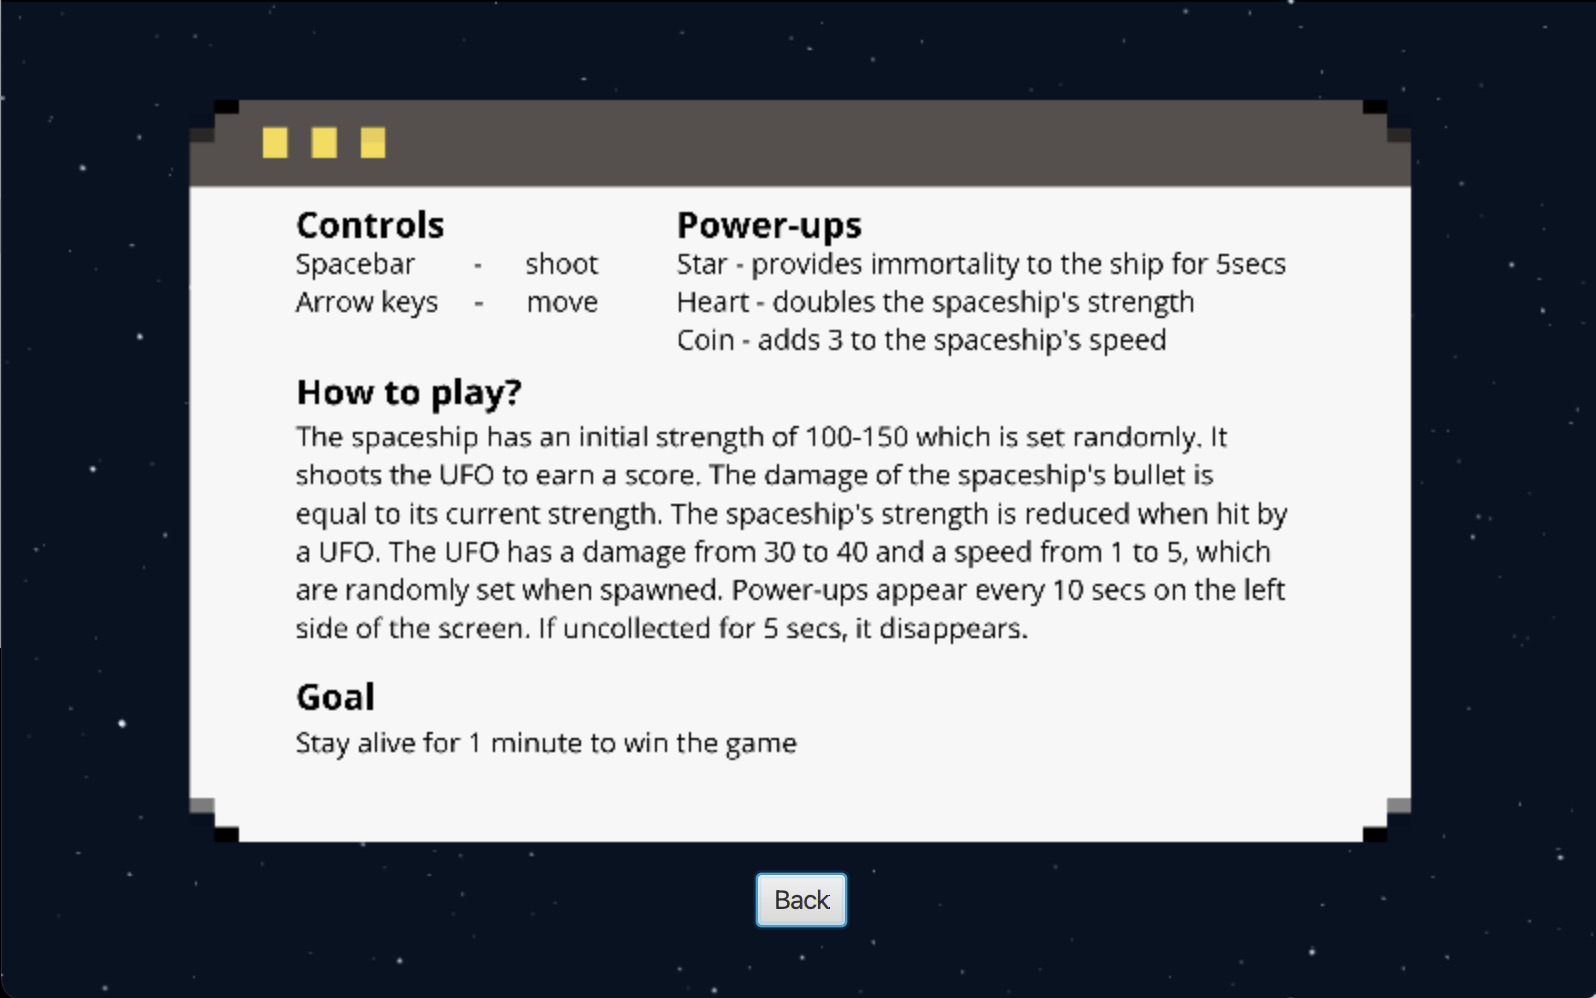 Controls
Spacebar - shoot
Arrow keys - move
Power-ups
Star - provides immortality to the ship for 5secs
Heart - doubles the spaceship's strength
Coin - adds 3 to the spaceship's speed
How to play?
The spaceship has an initial strength of 100-150 which is set randomly. It
shoots the UFO to earn a score. The damage of the spaceship's bullet is
equal to its current strength. The spaceship's strength is reduced when hit by
a UFO. The UFO has a damage from 30 to 40 and a speed from 1 to 5, which
are randomly set when spawned. Power-ups appear every 10 secs on the left
side of the screen. If uncollected for 5 secs, it disappears.
Goal
Stay alive for 1 minute to win the game
Back